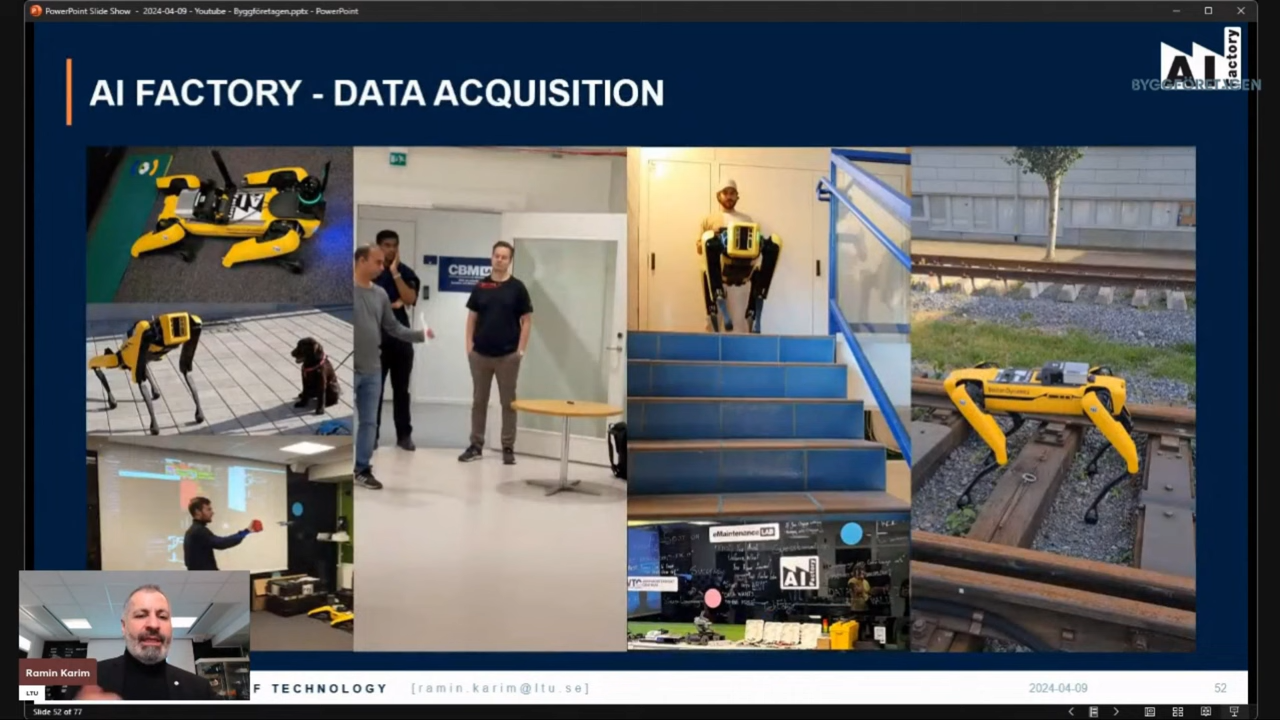 PowerPoint Slide Show - 2024-04-09 - Youtube - Byggföretagen.pptx - PowerPoint
AI FACTORY - DATA ACQUISITION
AI Factory
BYGGFÖRETAGEN
CBM
eMaintenance LAB
AI Factory
Ramin Karim
LTU
F TECHNOLOGY [ramin.karim@ltu.se]
2024-04-09
52
Slide 52 of 77